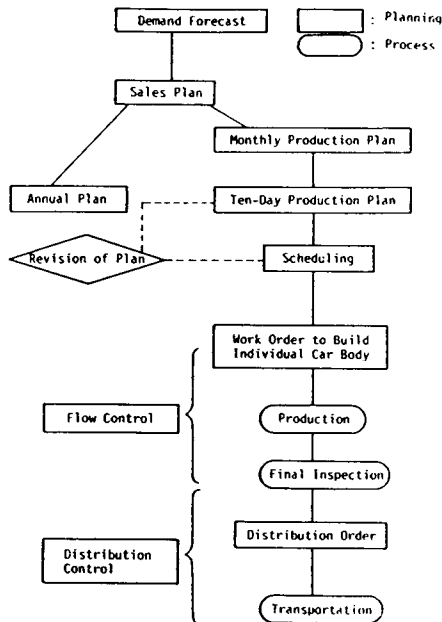 Demand Forecast
: Planning
: Process
Sales Plan
Monthly Production Plan
Annual Plan
Ten-Day Production Plan
Revision of Plan
Scheduling
Work Order to Build
Individual Car Body
Flow Control
Production
Final Inspection
Distribution Order
Distribution
Control
Transportation